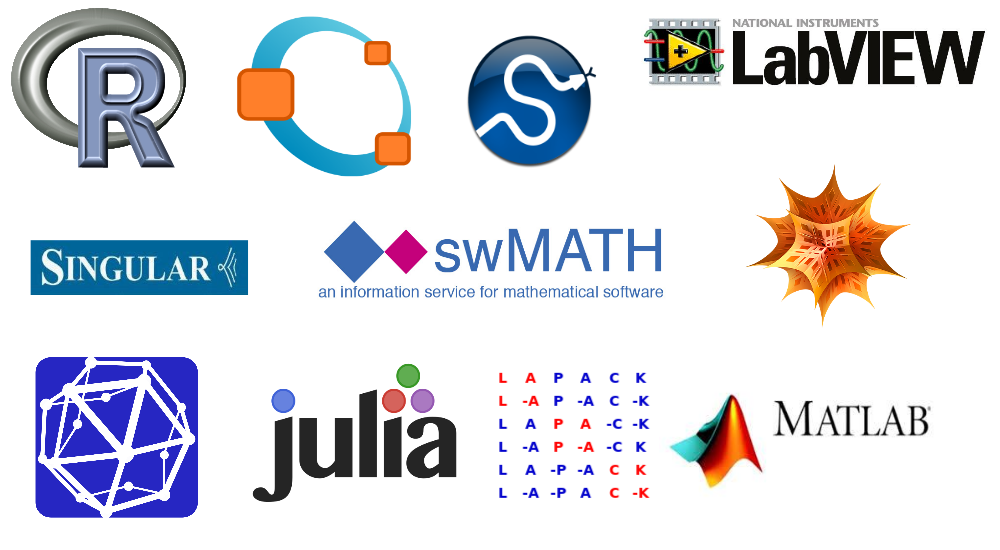 R
NATIONAL INSTRUMENTS
LabVIEW
SINGULAR
swMATH
an information service for mathematical software
julia
L A P A C K
L -A P -A C -K
L A P A -C -K
L -A P -A -C K
L A -P -A C K
L -A -P A C -K
MATLAB®